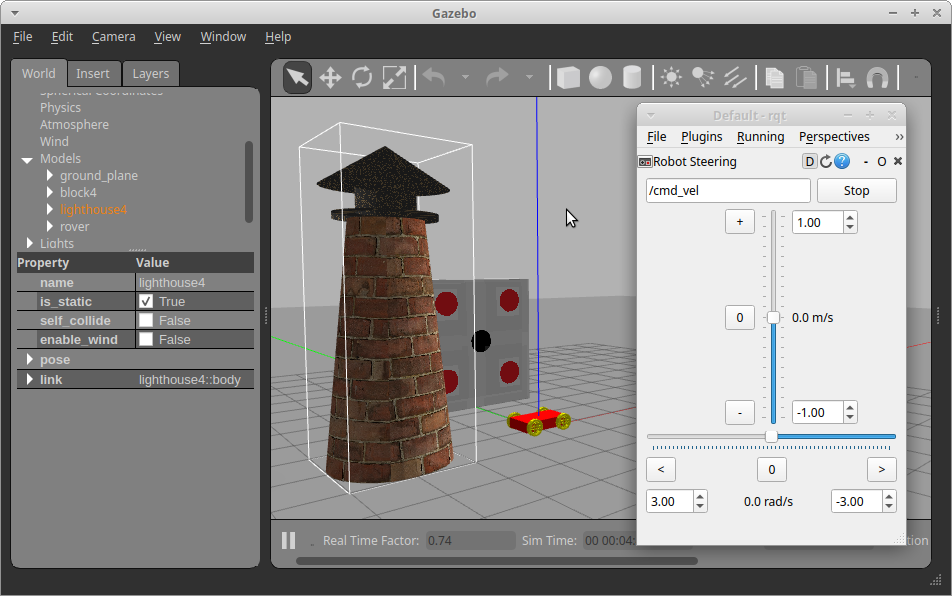 Gazebo
File Edit Camera View Window Help
World Insert Layers
Spherical Coordinates
Physics
Atmosphere
Wind
Models
ground_plane
block4
lighthouse4
rover
Lights
Property Value
name lighthouse4
is_static True
self_collide False
enable_wind False
pose
link lighthouse4::body
Default - rqt
File Plugins Running Perspectives »
Robot Steering D ? - O
/cmd_vel Stop
+ 1.00
0 0.0 m/s
- -1.00
< 0 >
3.00 0.0 rad/s -3.00
Real Time Factor: 0.74 Sim Time: 00 00:04: